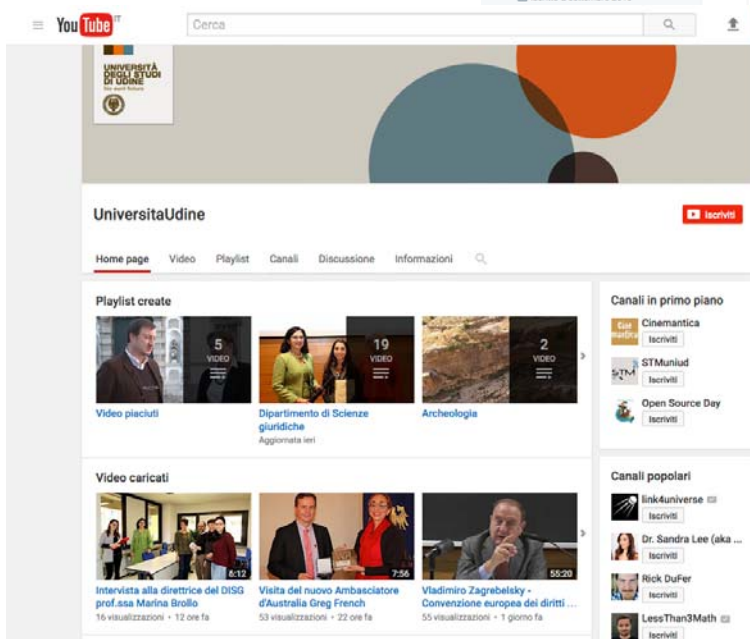 YouTube IT
Cerca
UNIVERSITÀ
DEGLI STUDI
DI UDINE
hic sunt futura
UniversitaUdine
Iscriviti
Home page Video Playlist Canali Discussione Informazioni
Playlist create
5
VIDEO
19
VIDEO
2
VIDEO
Video piaciuti
Dipartimento di Scienze
giuridiche
Aggiornata ieri
Archeologia
Video caricati
6:12
7:56
55:20
Intervista alla direttrice del DISG
prof.ssa Marina Brollo
16 visualizzazioni • 12 ore fa
Visita del nuovo Ambasciatore
d'Australia Greg French
53 visualizzazioni • 22 ore fa
Vladimiro Zagrebelsky -
Convenzione europea dei diritti ...
55 visualizzazioni • 1 giorno fa
Canali in primo piano
Cinemantica
Iscriviti
STMuniud
Iscriviti
Open Source Day
Iscriviti
Canali popolari
link4universe
Iscriviti
Dr. Sandra Lee (aka ...
Iscriviti
Rick DuFer
Iscriviti
LessThan3Math
Iscriviti